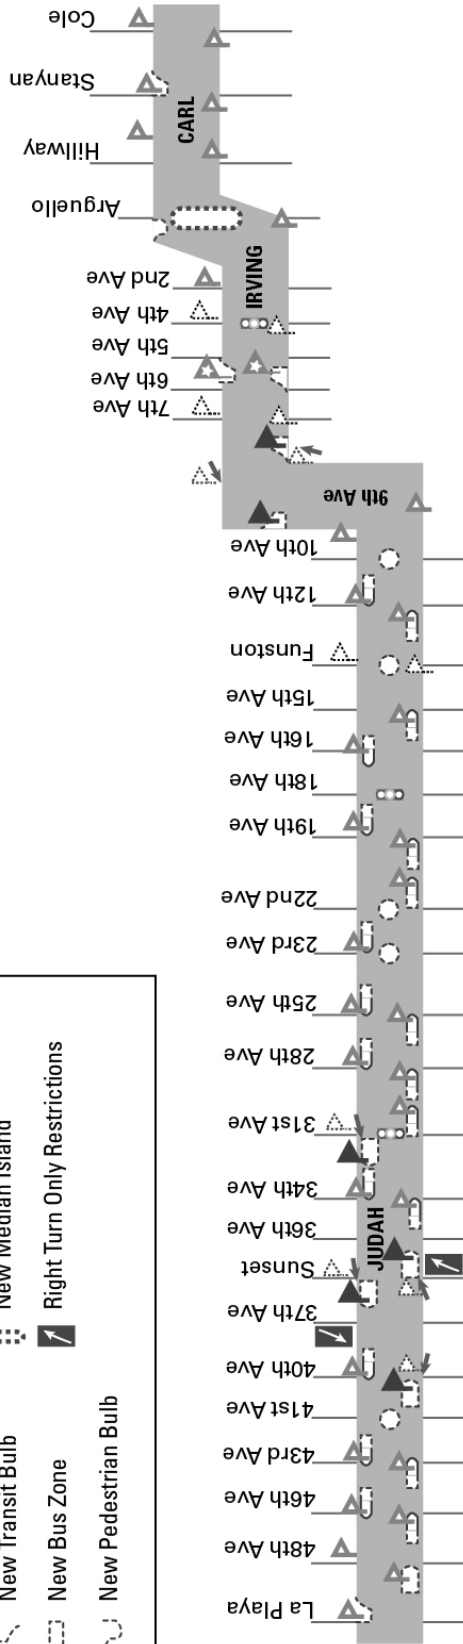 Cole
Stanyan
Hillway
CARL
Arguello
2nd Ave
IRVING
4th Ave
5th Ave
6th Ave
7th Ave
9th Ave
10th Ave
12th Ave
Funston
15th Ave
16th Ave
18th Ave
19th Ave
22nd Ave
23rd Ave
25th Ave
28th Ave
31st Ave
34th Ave
36th Ave
JUDAH
Sunset
37th Ave
40th Ave
41st Ave
43rd Ave
46th Ave
48th Ave
La Playa
New Transit Bulb
New Bus Zone
New Pedestrian Bulb
New Median Island
Right Turn Only Restrictions